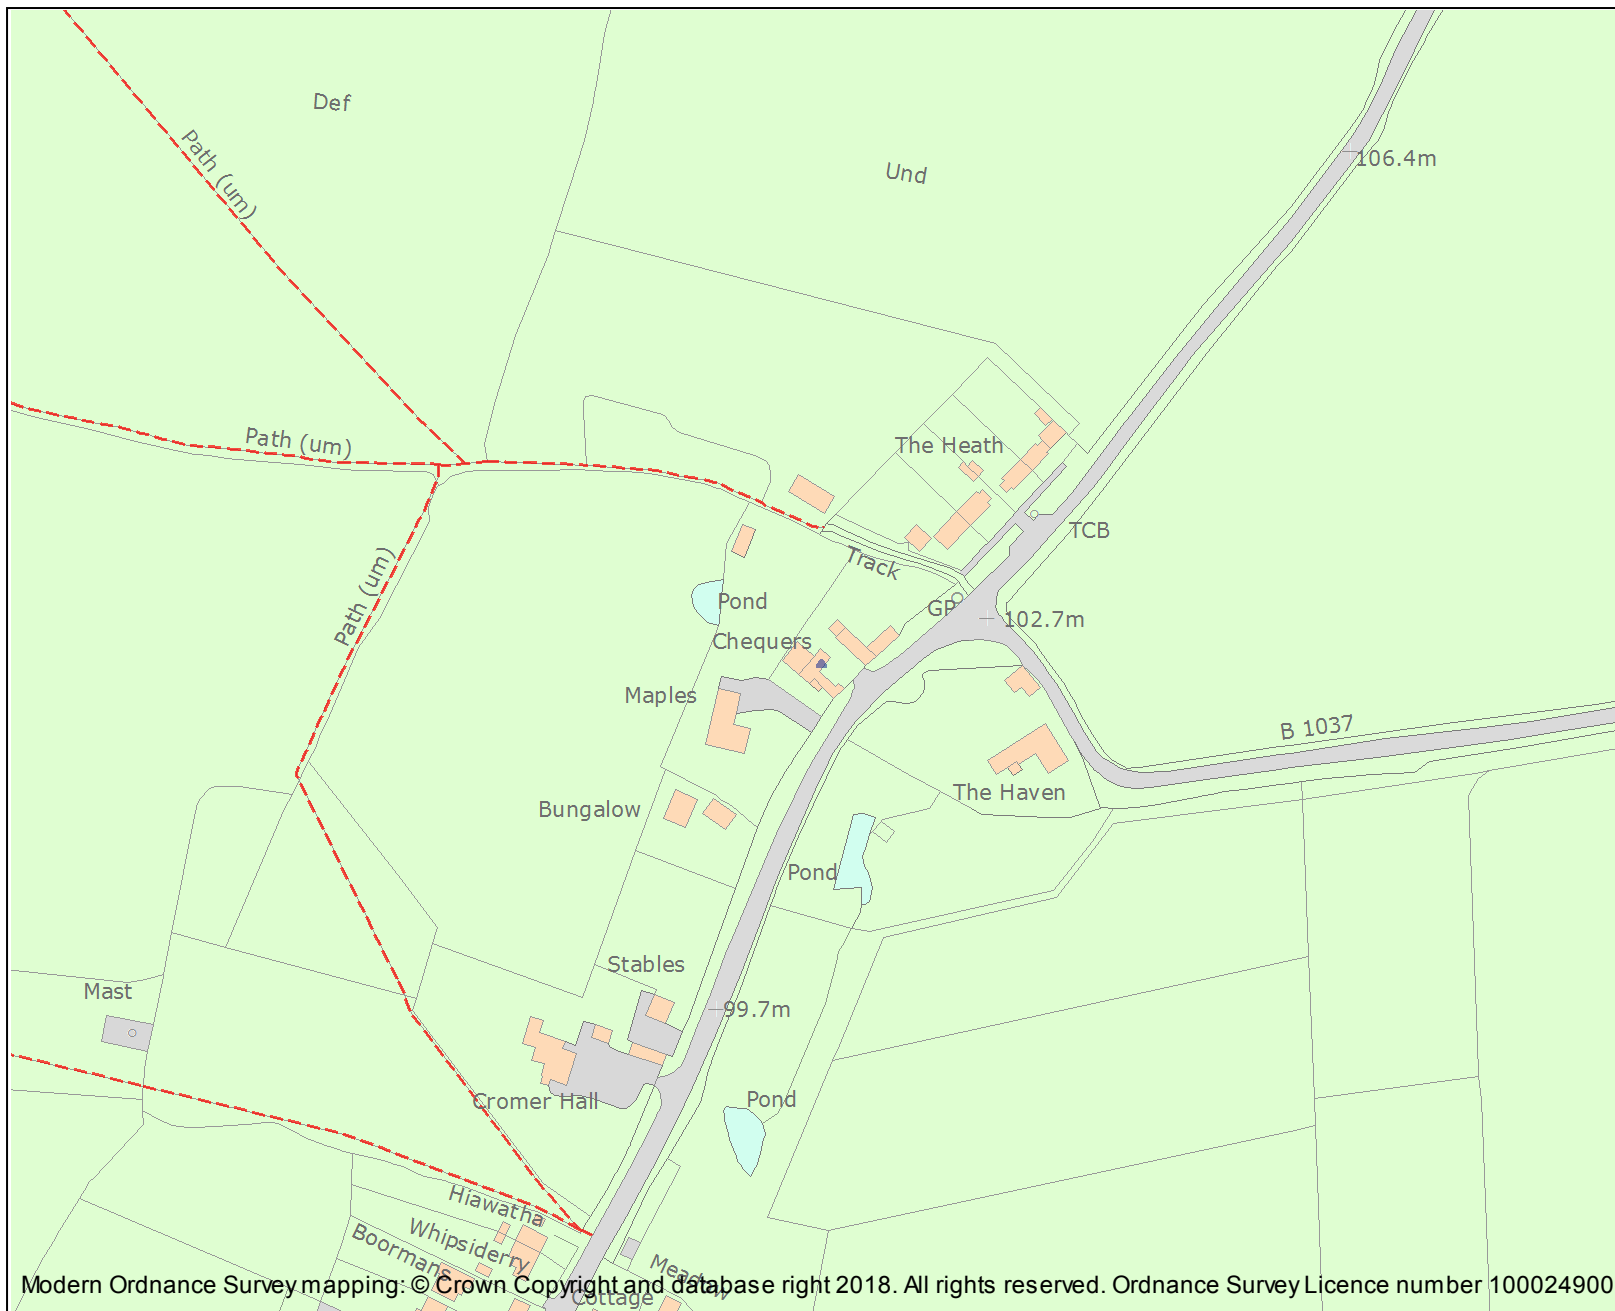 Def
Path (um)
Und
106.4m
Path (um)
The Heath
TCB
Track
Path (um)
Pond
GP
102.7m
Chequers
Maples
B 1037
The Haven
Bungalow
Pond
Stables
Mast
99.7m
Cromer Hall
Pond
Hiawatha
Whipsiderry
Boormans
Meadow
Cottage
Modern Ordnance Survey mapping: © Crown Copyright and database right 2018. All rights reserved. Ordnance Survey Licence number 100024900